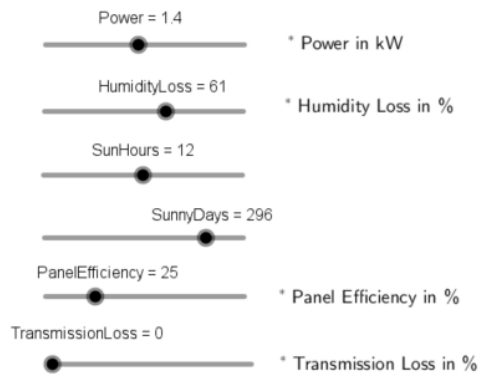 Power = 1.4
* Power in kW
HumidityLoss = 61
* Humidity Loss in %
SunHours = 12
SunnyDays = 296
PanelEfficiency = 25
* Panel Efficiency in %
TransmissionLoss = 0
* Transmission Loss in %